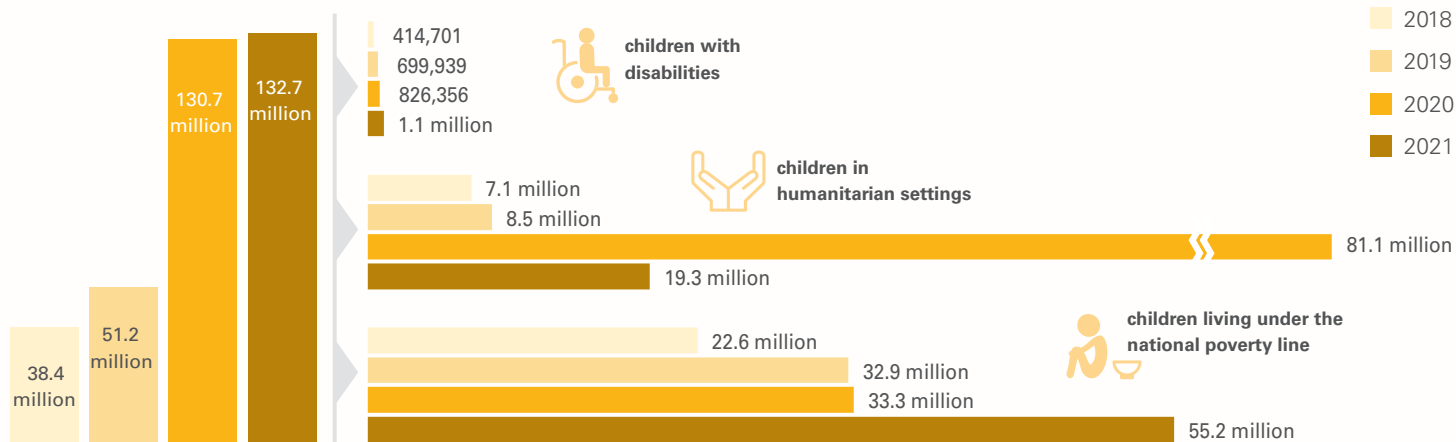 38.4
million
51.2
million
130.7
million
132.7
million
414,701
699,939
826,356
1.1 million
children with
disabilities
7.1 million
8.5 million
81.1 million
19.3 million
children in
humanitarian settings
22.6 million
32.9 million
33.3 million
55.2 million
children living under the
national poverty line
2018
2019
2020
2021